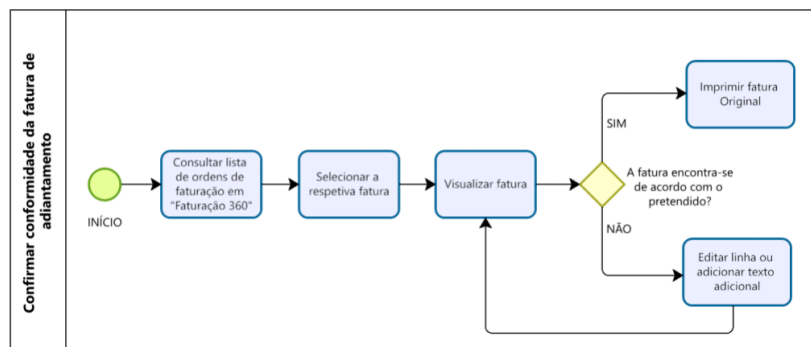 Confirmar conformidade da fatura de
adiantamento
INÍCIO
Consultar lista
de ordens de
faturação em
"Faturação 360"
Selecionar a
respetiva fatura
Visualizar fatura
A fatura encontra-se
de acordo com o
pretendido?
SIM
Imprimir fatura
Original
NÃO
Editar linha ou
adicionar texto
adicional